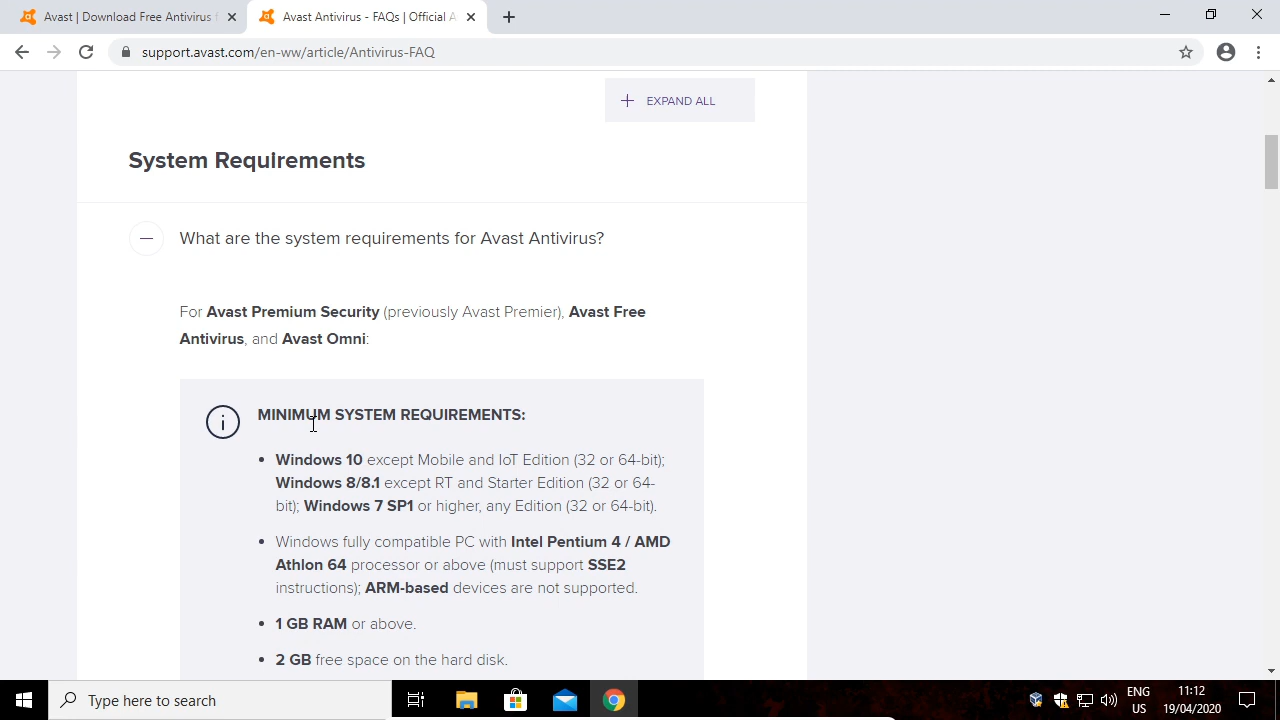 Avast | Download Free Antivirus f
Avast Antivirus - FAQs | Official A
support.avast.com/en-ww/article/Antivirus-FAQ
EXPAND ALL
System Requirements
What are the system requirements for Avast Antivirus?
For Avast Premium Security (previously Avast Premier), Avast Free
Antivirus, and Avast Omni:
MINIMUM SYSTEM REQUIREMENTS:
Windows 10 except Mobile and IoT Edition (32 or 64-bit);
Windows 8/8.1 except RT and Starter Edition (32 or 64-
bit); Windows 7 SP1 or higher, any Edition (32 or 64-bit).
Windows fully compatible PC with Intel Pentium 4 / AMD
Athlon 64 processor or above (must support SSE2
instructions); ARM-based devices are not supported.
1 GB RAM or above.
2 GB free space on the hard disk.
Type here to search
ENG
US
11:12
19/04/2020